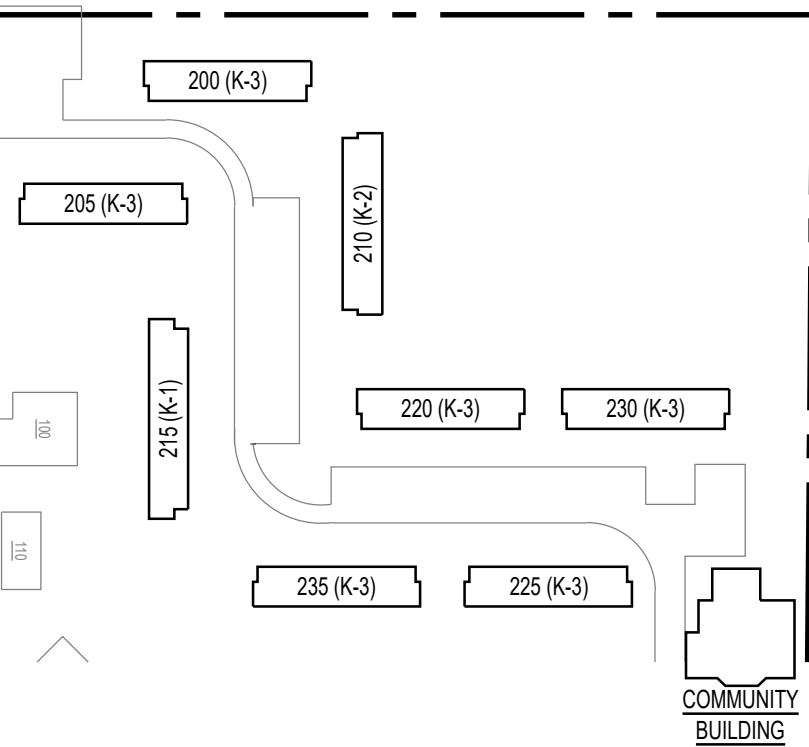 200 (K-3)
205 (K-3)
210 (K-2)
215 (K-1)
220 (K-3)
230 (K-3)
100
110
235 (K-3)
225 (K-3)
COMMUNITY
BUILDING